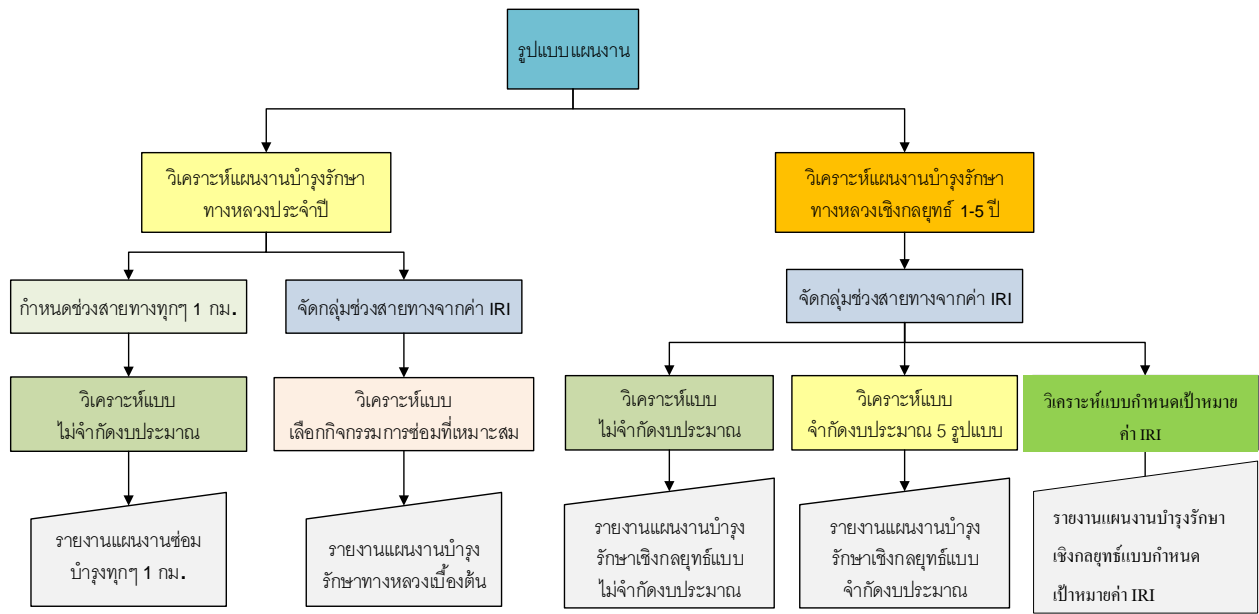 รูปแบบแผนงาน
วิเคราะห์แผนงานบำรุงรักษา
ทางหลวงประจำปี
วิเคราะห์แผนงานบำรุงรักษา
ทางหลวงเชิงกลยุทธ์ 1-5 ปี
กำหนดช่วงสายทางทุกๆ 1 กม.
จัดกลุ่มช่วงสายทางจากค่า IRI
จัดกลุ่มช่วงสายทางจากค่า IRI
วิเคราะห์แบบ
ไม่จำกัดงบประมาณ
วิเคราะห์แบบ
เลือกกิจกรรมการซ่อมที่เหมาะสม
วิเคราะห์แบบ
ไม่จำกัดงบประมาณ
วิเคราะห์แบบ
จำกัดงบประมาณ 5 รูปแบบ
วิเคราะห์แบบกำหนดเป้าหมาย
ค่า IRI
รายงานแผนงานซ่อม
บำรุงทุกๆ 1 กม.
รายงานแผนงานบำรุง
รักษาทางหลวงเบื้องต้น
รายงานแผนงานบำรุง
รักษาเชิงกลยุทธ์แบบ
ไม่จำกัดงบประมาณ
รายงานแผนงานบำรุง
รักษาเชิงกลยุทธ์แบบ
จำกัดงบประมาณ
รายงานแผนงานบำรุงรักษา
เชิงกลยุทธ์แบบกำหนด
เป้าหมายค่า IRI